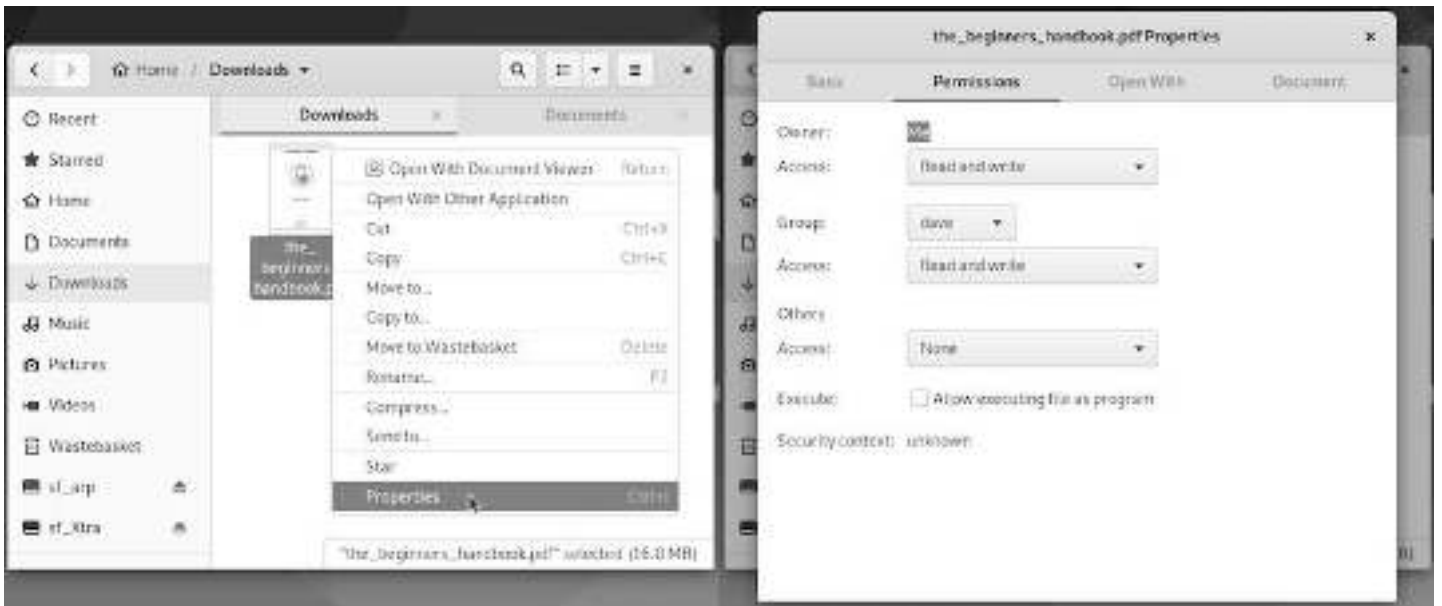 Home / Downloads
Downloads
Documents
Recent
Starred
Home
Documents
Downloads
Music
Pictures
Videos
Wastebasket
sf_arp
sf_Xtra
the_
beginners_
handbook.p
Open With Document Viewer Return
Open With Other Application
Cut Ctrl+X
Copy Ctrl+C
Move to…
Copy to…
Move to Wastebasket Delete
Rename… F2
Compress…
Send to…
Star
Properties Ctrl+I
"the_beginners_handbook.pdf" selected (16.0 MB)
the_beginners_handbook.pdf Properties
Basic Permissions Open With Document
Owner: Me
Access: Read and write
Group: dave
Access: Read and write
Others
Access: None
Execute: Allow executing file as program
Security context: unknown